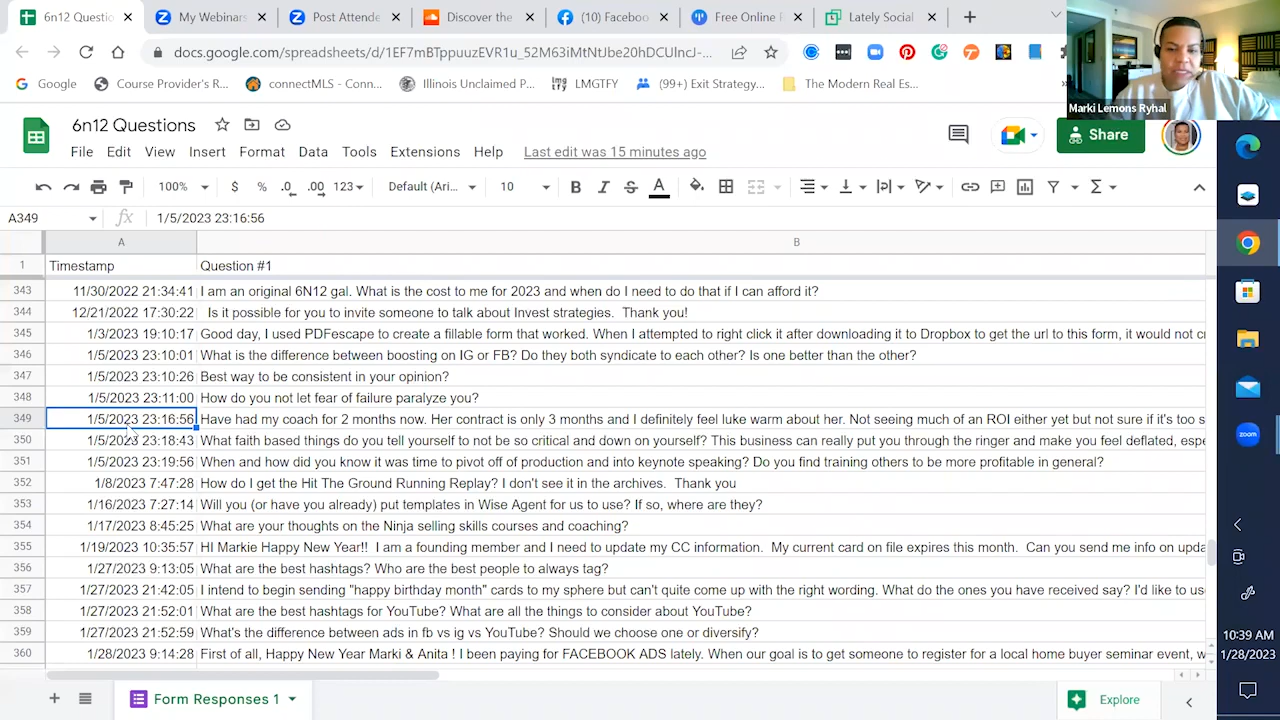 6n12 Questio
My Webinars
Post Attende
Discover the
(10) Faceboo
Free Online
Lately Social
docs.google.com/spreadsheets/d/
Google
Course Provider's R...
connectMLS - Con...
Illinois Unclaimed P...
LMGTFY
(99+) Exit Strategy...
The Modern Real Es...
Marki Lemons Ryhal
6n12 Questions
File Edit View Insert Format Data Tools Extensions Help Last edit was 15 minutes ago
Share
100% $ % .0 .00 123 Default (Ari... 10 B I S A
A349 fx 1/5/2023 23:16:56
A B
1 Timestamp Question #1
343 11/30/2022 21:34:41 I am an original 6N12 gal. What is the cost to me for 2023 and when do I need to do that if I can afford it?
344 12/21/2022 17:30:22 Is it possible for you to invite someone to talk about Investor strategies. Thank you!
345 1/3/2023 19:10:17 Good day, I used PDFescape to create a fillable form that worked. When I attempted to right click it after downloading it to Dropbox to get the url to this form, it would not cr
346 1/5/2023 23:10:01 What is the difference between boosting on IG or FB? Do they both syndicate to each other? Is one better than the other?
347 1/5/2023 23:10:26 Best way to be consistent in your opinion?
348 1/5/2023 23:11:00 How do you not let fear of failure paralyze you?
349 1/5/2023 23:16:56 Have had my coach for 2 months now. Her contract is only 3 months and I definitely feel luke warm about her. Not seeing much of an ROI either yet but not sure if it's too s
350 1/5/2023 23:18:43 What faith based things do you tell yourself to not be so critical and down on yourself? This business can really put you through the ringer and make you feel deflated, espe
351 1/5/2023 23:19:56 When and how did you know it was time to pivot off of production and into keynote speaking? Do you find training others to be more profitable in general?
352 1/8/2023 7:47:28 How do I get the Hit The Ground Running Replay? I don't see it in the archives. Thank you
353 1/16/2023 7:27:14 Will you (or have you already) put templates in Wise Agent for us to use? If so, where are they?
354 1/17/2023 8:45:25 What are your thoughts on the Ninja selling skills courses and coaching?
355 1/19/2023 10:35:57 HI Markie Happy New Year!! I am a founding member and I need to update my CC information. My current card on file expires this month. Can you send me info on upda
356 1/27/2023 9:13:05 What are the best hashtags? Who are the best people to always tag?
357 1/27/2023 21:42:05 I intend to begin sending "happy birthday month" cards to my sphere but can't quite come up with the right wording. What do the ones you have received say? I'd like to use
358 1/27/2023 21:52:01 What are the best hashtags for YouTube? What are all the things to consider about YouTube?
359 1/27/2023 21:52:59 What's the difference between ads in fb vs ig vs YouTube? Should we choose one or diversify?
360 1/28/2023 9:14:28 First of all, Happy New Year Marki & Anita ! I been praying for FACEBOOK ADS lately. When our goal is to get someone to register for a local home buyer seminar event, w
Form Responses 1
Explore
zoom
10:39 AM
1/28/2023